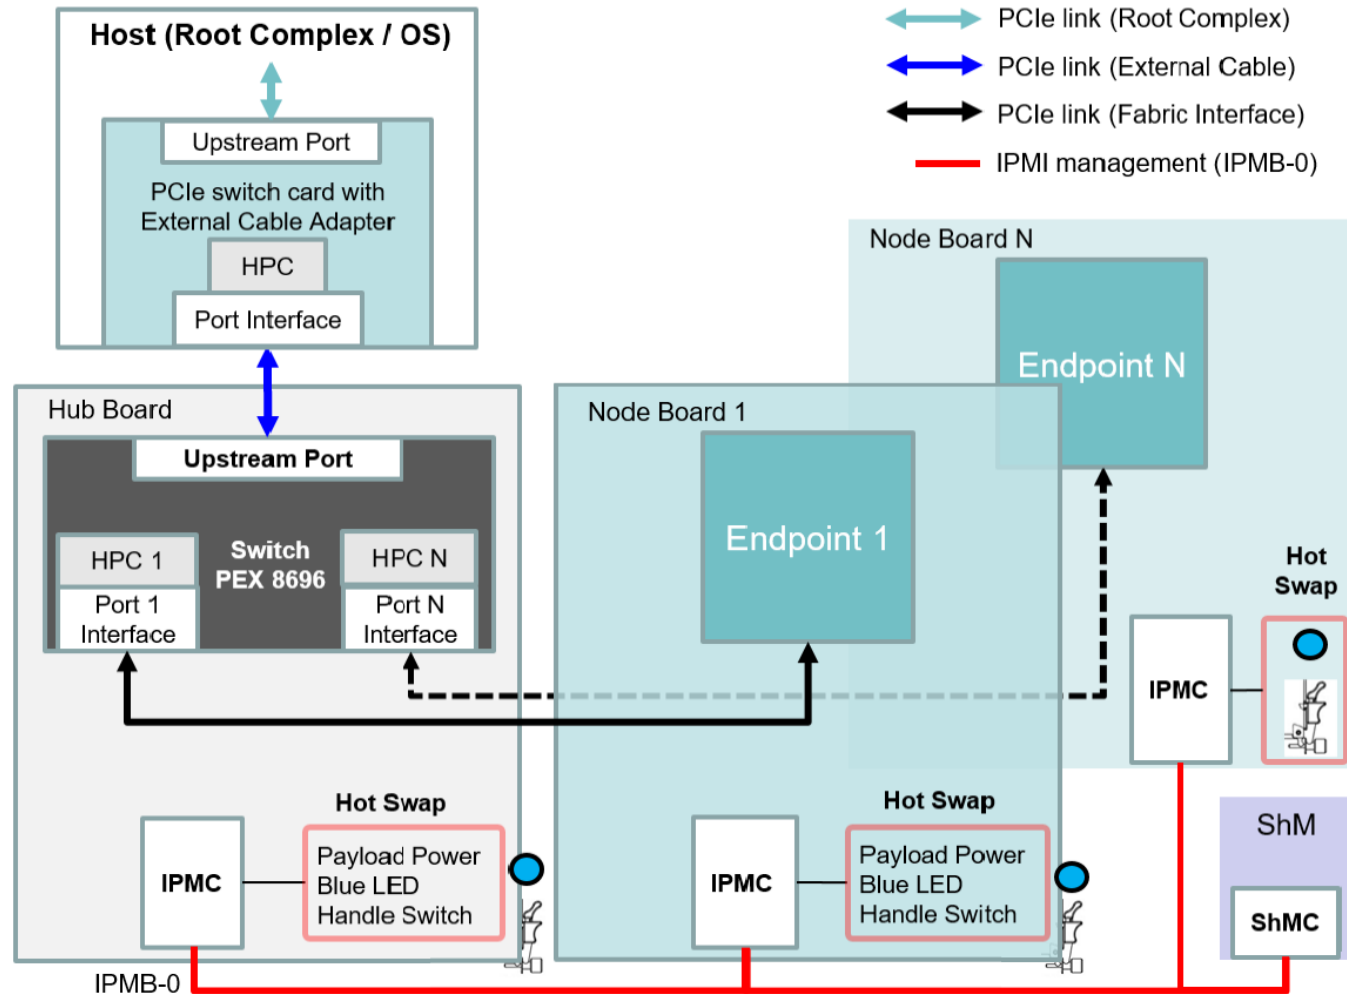 Host (Root Complex / OS)
Upstream Port
PCIe switch card with
External Cable Adapter
HPC
Port Interface
PCIe link (Root Complex)
PCIe link (External Cable)
PCIe link (Fabric Interface)
IPMI management (IPMB-0)
Node Board N
Endpoint N
Hot
Swap
IPMC
Hub Board
Upstream Port
HPC 1
Switch
PEX 8696
HPC N
Port 1
Interface
Port N
Interface
Node Board 1
Endpoint 1
Hot Swap
IPMC
Payload Power
Blue LED
Handle Switch
Hot Swap
IPMC
Payload Power
Blue LED
Handle Switch
ShM
ShMC
IPMB-0